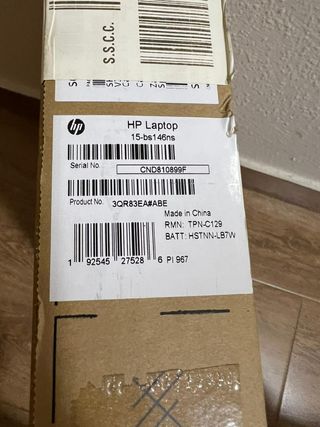 S.S.C.C.
hp
HP Laptop
15-bs146ns
Serial No.
CND810899F
Product No.
3QR83EA#ABE
Made in China
RMN: TPN-C129
BATT: HSTNN-LB7W
1 92545 27528 6 PI 967